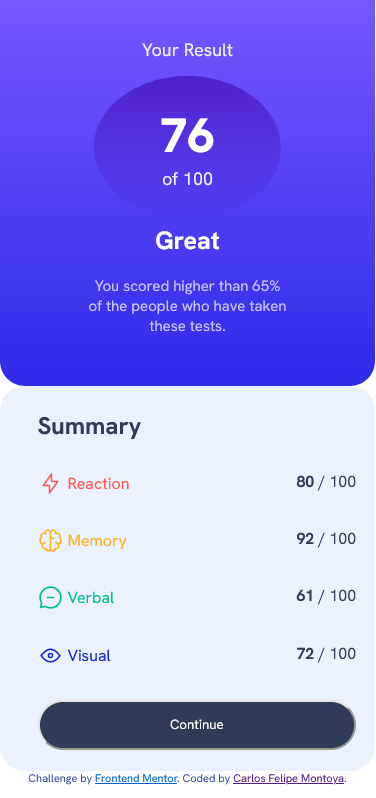 Your Result
76
of 100
Great
You scored higher than 65%
of the people who have taken
these tests.
Summary
Reaction 80 / 100
Memory 92 / 100
Verbal 61 / 100
Visual 72 / 100
Continue
Challenge by Frontend Mentor. Coded by Carlos Felipe Montoya.